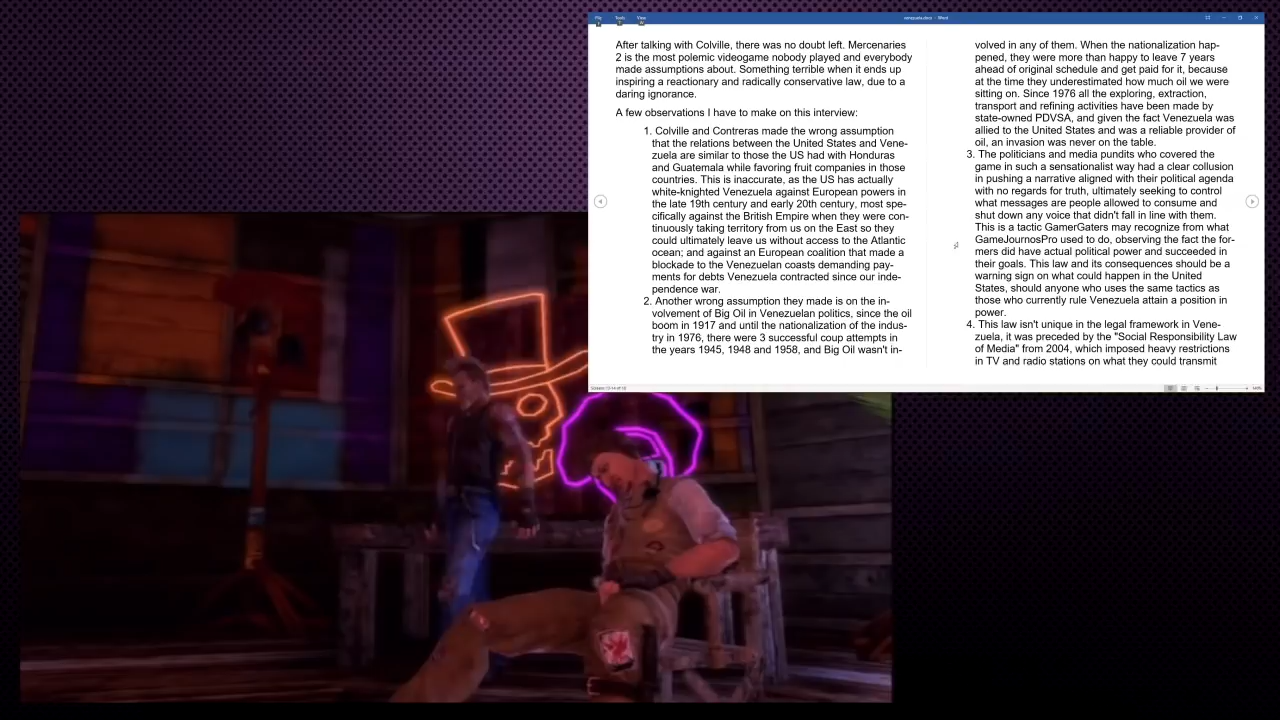 File Tools View
venezuela.docx - Word
After talking with Colville, there was no doubt left. Mercenaries
2 is the most polemic videogame nobody played and everybody
made assumptions about. Something terrible when it ends up
inspiring a reactionary and radically conservative law, due to a
daring ignorance.
A few observations I have to make on this interview:
1. Colville and Contreras made the wrong assumption
that the relations between the United States and Vene-
zuela are similar to those the US had with Honduras
and Guatemala while favoring fruit companies in those
countries. This is inaccurate, as the US has actually
white-knighted Venezuela against European powers in
the late 19th century and early 20th century, most spe-
cifically against the British Empire when they were con-
tinuously taking territory from us on the East so they
could ultimately leave us without access to the Atlantic
ocean; and against an European coalition that made a
blockade to the Venezuelan coasts demanding pay-
ments for debts Venezuela contracted since our inde-
pendence war.
2. Another wrong assumption they made is on the in-
volvement of Big Oil in Venezuelan politics, since the oil
boom in 1917 and until the nationalization of the indus-
try in 1976, there were 3 successful coup attempts in
the years 1945, 1948 and 1958, and Big Oil wasn't in-
volved in any of them. When the nationalization hap-
pened, they were more than happy to leave 7 years
ahead of original schedule and get paid for it, because
at the time they underestimated how much oil we were
sitting on. Since 1976 all the exploring, extraction,
transport and refining activities have been made by
state-owned PDVSA, and given the fact Venezuela was
allied to the United States and was a reliable provider of
oil, an invasion was never on the table.
3. The politicians and media pundits who covered the
game in such a sensationalist way had a clear collusion
in pushing a narrative aligned with their political agenda
with no regards for truth, ultimately seeking to control
what messages are people allowed to consume and
shut down any voice that didn't fall in line with them.
This is a tactic GamerGaters may recognize from what
GameJournosPro used to do, observing the fact the for-
mers did have actual political power and succeeded in
their goals. This law and its consequences should be a
warning sign on what could happen in the United
States, should anyone who uses the same tactics as
those who currently rule Venezuela attain a position in
power.
4. This law isn't unique in the legal framework in Vene-
zuela, it was preceded by the "Social Responsibility Law
of Media" from 2004, which imposed heavy restrictions
in TV and radio stations on what they could transmit